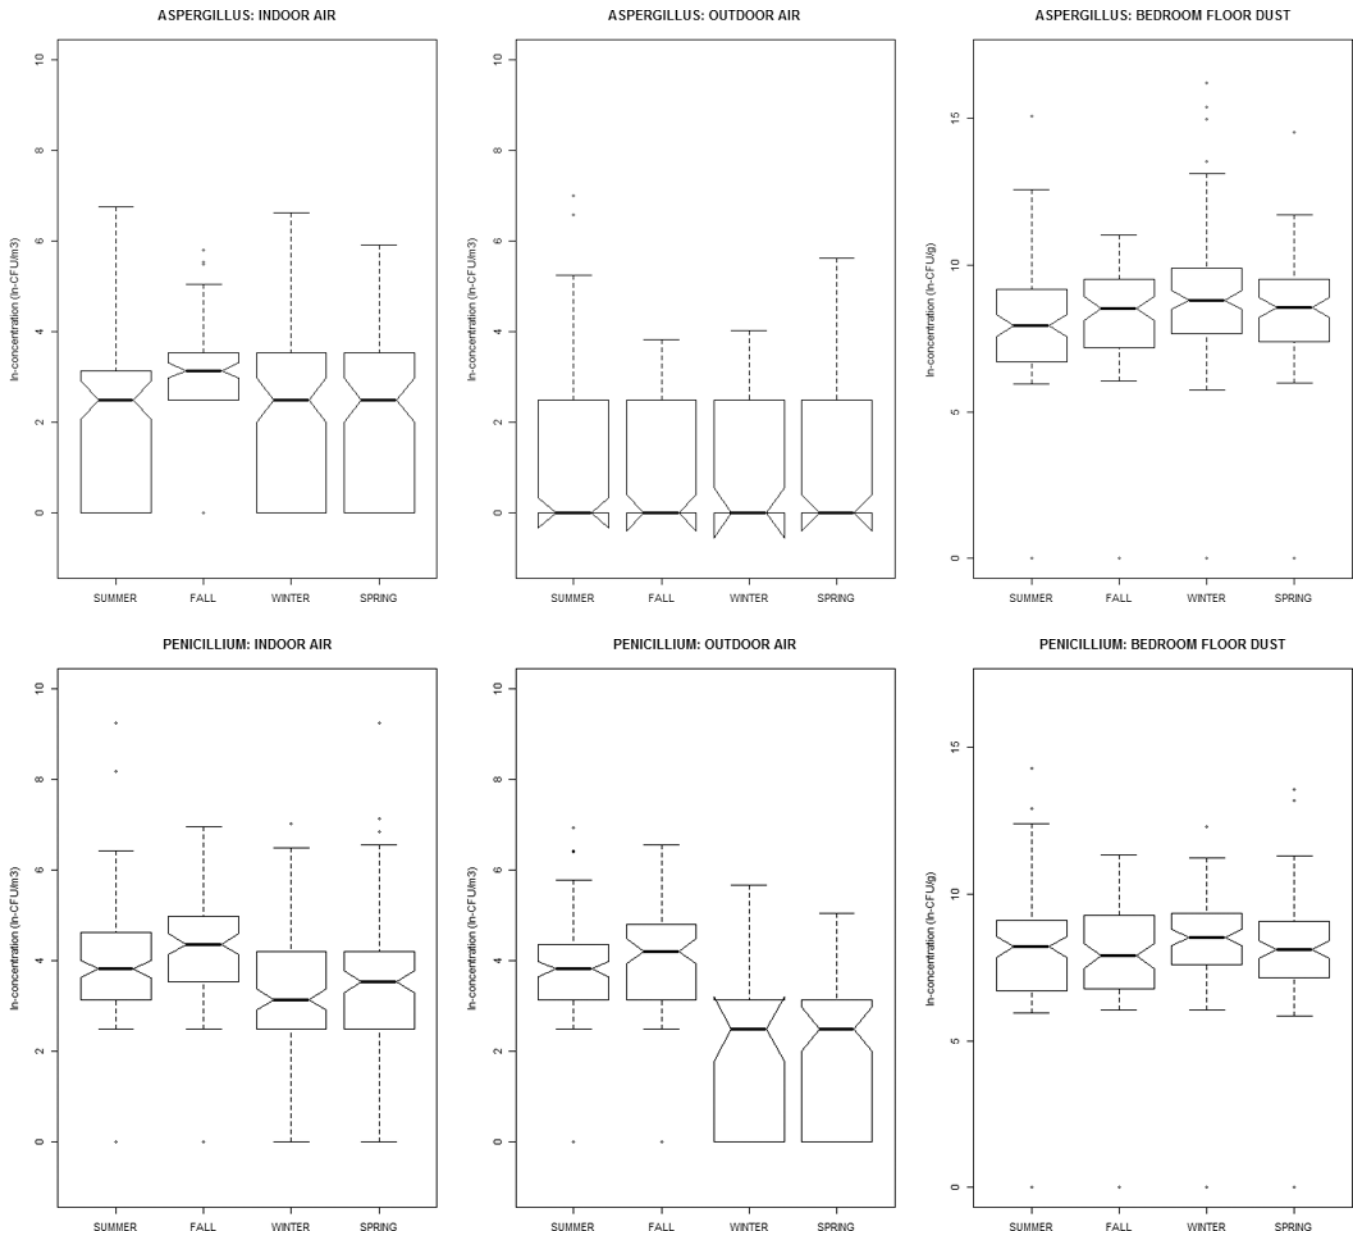 ASPERGILLUS: INDOOR AIR
ln-concentration (ln-CFU/m3)
10
8
6
4
2
0
SUMMER FALL WINTER SPRING
ASPERGILLUS: OUTDOOR AIR
ln-concentration (ln-CFU/m3)
10
8
6
4
2
0
SUMMER FALL WINTER SPRING
ASPERGILLUS: BEDROOM FLOOR DUST
ln-concentration (ln-CFU/g)
15
10
5
0
SUMMER FALL WINTER SPRING
PENICILLIUM: INDOOR AIR
ln-concentration (ln-CFU/m3)
10
8
6
4
2
0
SUMMER FALL WINTER SPRING
PENICILLIUM: OUTDOOR AIR
ln-concentration (ln-CFU/m3)
10
8
6
4
2
0
SUMMER FALL WINTER SPRING
PENICILLIUM: BEDROOM FLOOR DUST
ln-concentration (ln-CFU/g)
15
10
5
0
SUMMER FALL WINTER SPRING